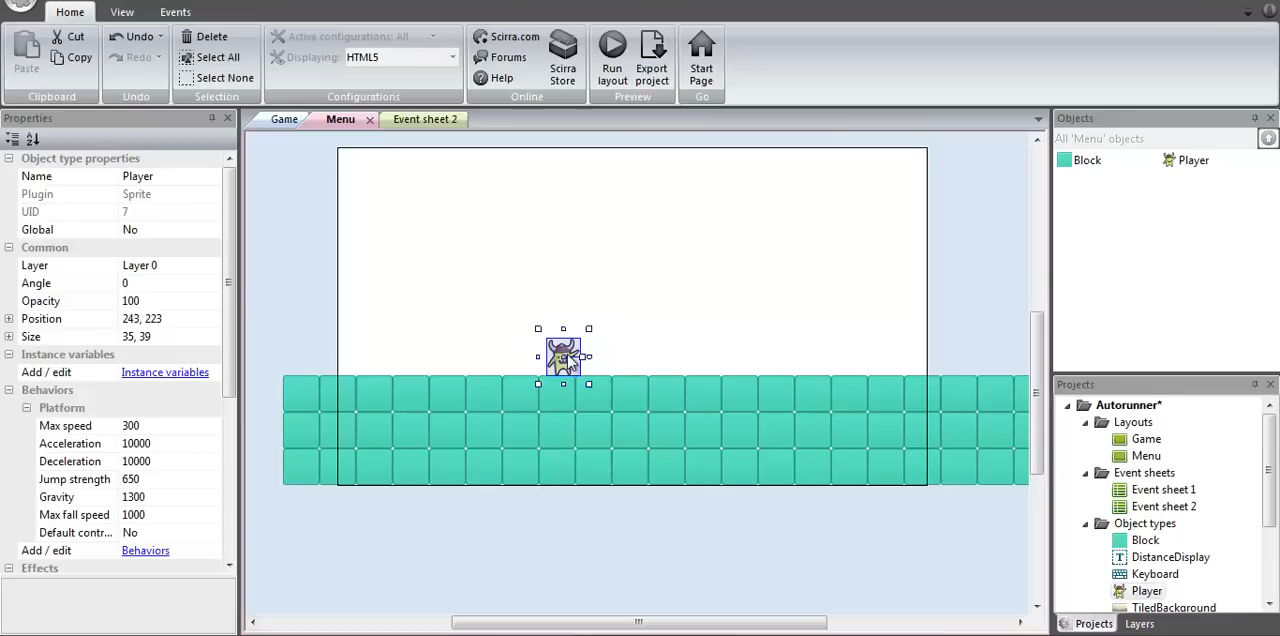 Home View Events
Paste Cut Copy Clipboard
Undo Redo Undo
Delete Select All Select None Selection
Active configurations: All
Displaying: HTML5
Configurations
Scirra.com Forums Help Scirra Store Online
Run layout Export project Preview
Start Page Go
Properties
Game Menu Event sheet 2
Object type properties
Name Player
Plugin Sprite
UID 7
Global No
Common
Layer Layer 0
Angle 0
Opacity 100
Position 243, 223
Size 35, 39
Instance variables
Add / edit Instance variables
Behaviors
Platform
Max speed 300
Acceleration 10000
Deceleration 10000
Jump strength 650
Gravity 1300
Max fall speed 1000
Default contr... No
Add / edit Behaviors
Effects
Objects
All 'Menu' objects
Block Player
Projects
Autorunner*
Layouts
Game
Menu
Event sheets
Event sheet 1
Event sheet 2
Object types
Block
DistanceDisplay
Keyboard
Player
TiledBackground
Projects Layers